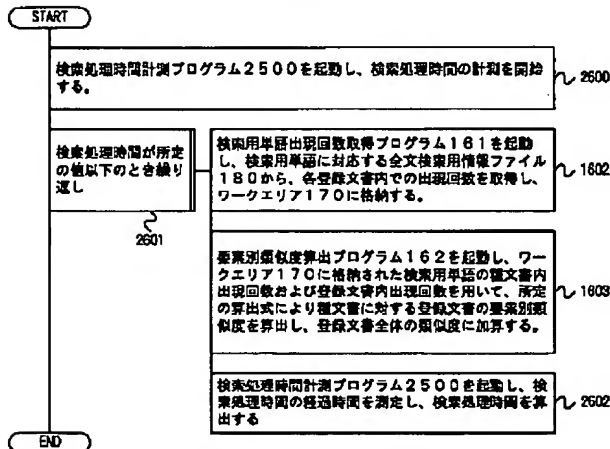 START
検索処理時間計測プログラム2500を起動し、検索処理時間の計測を開始
する。
2600
検索処理時間が所定
の値以下のとき繰り
返し
2601
検索用単語出現回数取得プログラム161を起動
し、検索用単語に対応する全文検索用情報ファイル
180から、各登録文書内での出現回数を取得し、
ワークエリア170に格納する。
1602
要素別類似度算出プログラム162を起動し、ワー
クエリア170に格納された検索用単語の種文書内
出現回数および登録文書内出現回数を用いて、所定
の算出式により種文書に対する登録文書の要素別類
似度を算出し、登録文書全体の類似度に加算する。
1603
検索処理時間計測プログラム2500を起動し、検
索処理時間の経過時間を測定し、検索処理時間を算
出する
2602
END